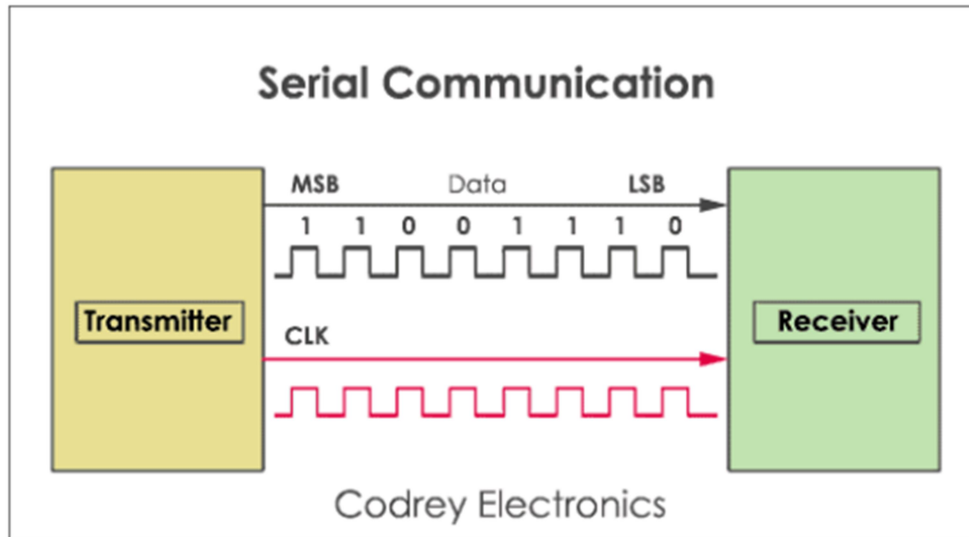 Serial Communication
MSB Data LSB
1 1 0 0 1 1 1 0
Transmitter
CLK
Receiver
Codrey Electronics